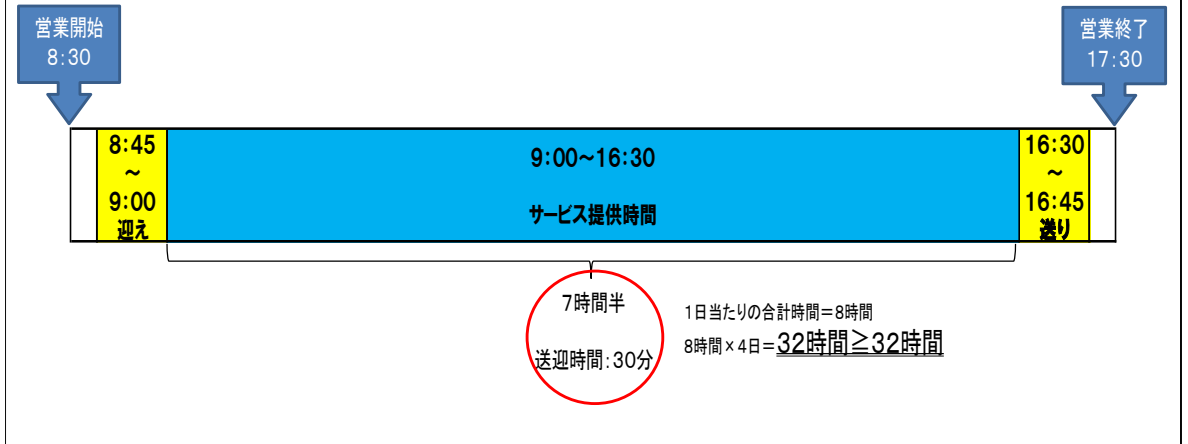 営業開始
8:30
営業終了
17:30
8:45
~
9:00
迎え
9:00~16:30
サービス提供時間
16:30
~
16:45
送り
7時間半
送迎時間:30分
1日当たりの合計時間=8時間
8時間×4日=32時間≧32時間